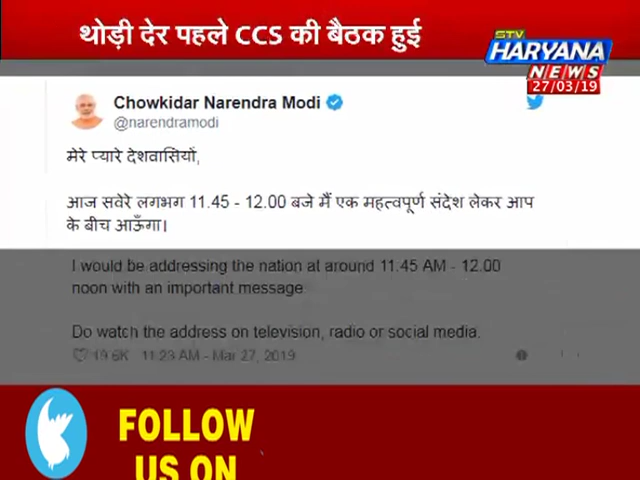 थोड़ी देर पहले CCS की बैठक हुई
STV
HARYANA
NEWS
27/03/19
Chowkidar Narendra Modi
@narendramodi
मेरे प्यारे देशवासियों,
आज सवेरे लगभग 11.45 - 12.00 बजे मैं एक महत्वपूर्ण संदेश लेकर आप
के बीच आऊँगा।
I would be addressing the nation at around 11.45 AM - 12.00
noon with an important message
Do watch the address on television, radio or social media.
19.6K 11:23 AM - Mar 27, 2019
FOLLOW
US ON